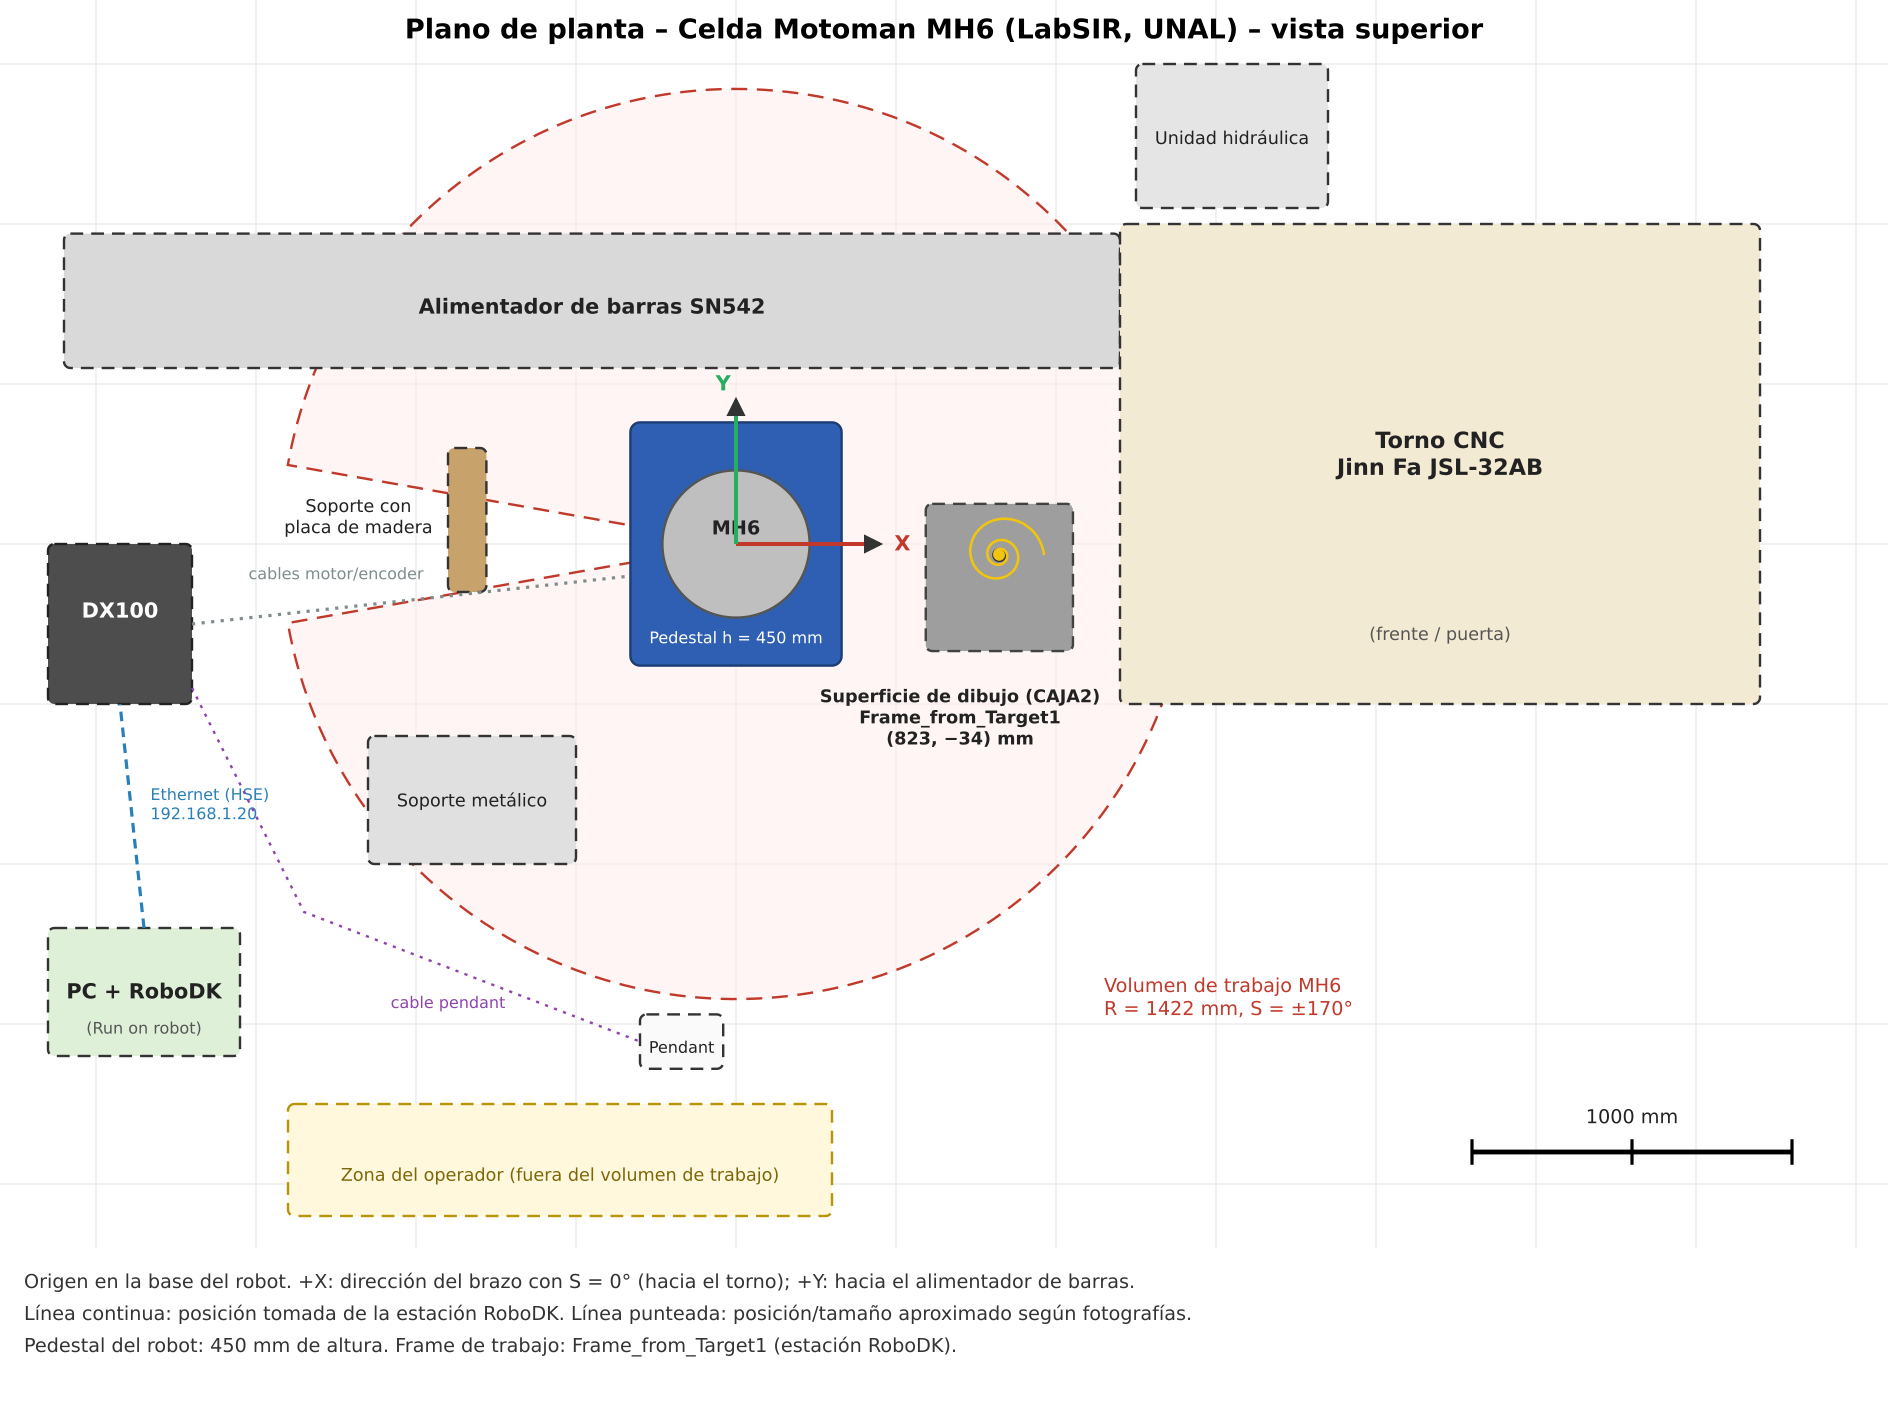 Plano de planta – Celda Motoman MH6 (LabSIR, UNAL) – vista superior
Unidad hidráulica
Alimentador de barras SN542
Y
Torno CNC
Jinn Fa JSL-32AB
Soporte con
placa de madera
MH6
X
cables motor/encoder
DX100
Pedestal h = 450 mm
(frente / puerta)
Superficie de dibujo (CAJA2)
Frame_from_Target1
(823, −34) mm
Ethernet (HSE)
192.168.1.20
Soporte metálico
PC + RoboDK
(Run on robot)
cable pendant
Volumen de trabajo MH6
R = 1422 mm, S = ±170°
Pendant
1000 mm
Zona del operador (fuera del volumen de trabajo)
Origen en la base del robot. +X: dirección del brazo con S = 0° (hacia el torno); +Y: hacia el alimentador de barras.
Línea continua: posición tomada de la estación RoboDK. Línea punteada: posición/tamaño aproximado según fotografías.
Pedestal del robot: 450 mm de altura. Frame de trabajo: Frame_from_Target1 (estación RoboDK).